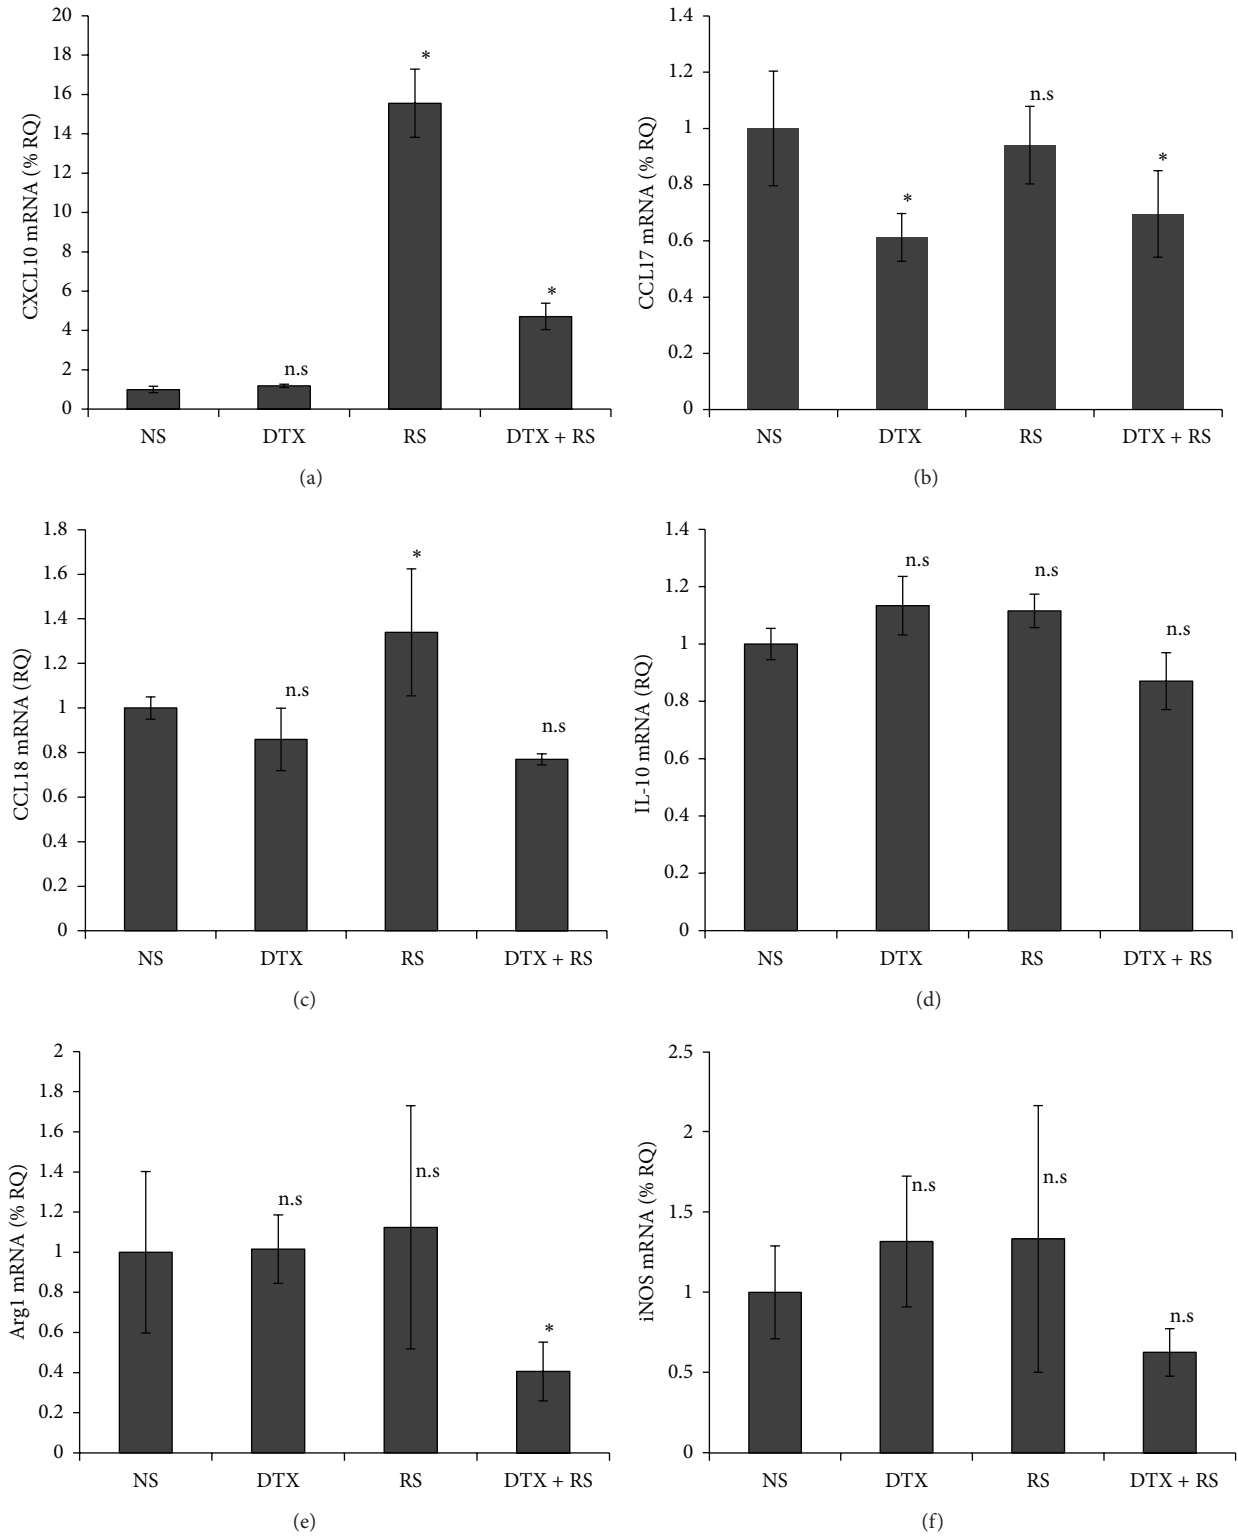 CXCL10 mRNA (% RQ)
20
18
16
14
12
10
8
6
4
2
0
n.s
*
*
NS DTX RS DTX + RS
(a)
CCL17 mRNA (% RQ)
1.4
1.2
1
0.8
0.6
0.4
0.2
0
*
n.s
*
NS DTX RS DTX + RS
(b)
CCL18 mRNA (RQ)
1.8
1.6
1.4
1.2
1
0.8
0.6
0.4
0.2
0
n.s
*
n.s
NS DTX RS DTX + RS
(c)
IL-10 mRNA (RQ)
1.4
1.2
1
0.8
0.6
0.4
0.2
0
n.s
n.s
n.s
NS DTX RS DTX + RS
(d)
Arg1 mRNA (% RQ)
2
1.8
1.6
1.4
1.2
1
0.8
0.6
0.4
0.2
0
n.s
n.s
*
NS DTX RS DTX + RS
(e)
iNOS mRNA (% RQ)
2.5
2
1.5
1
0.5
0
n.s
n.s
n.s
NS DTX RS DTX + RS
(f)